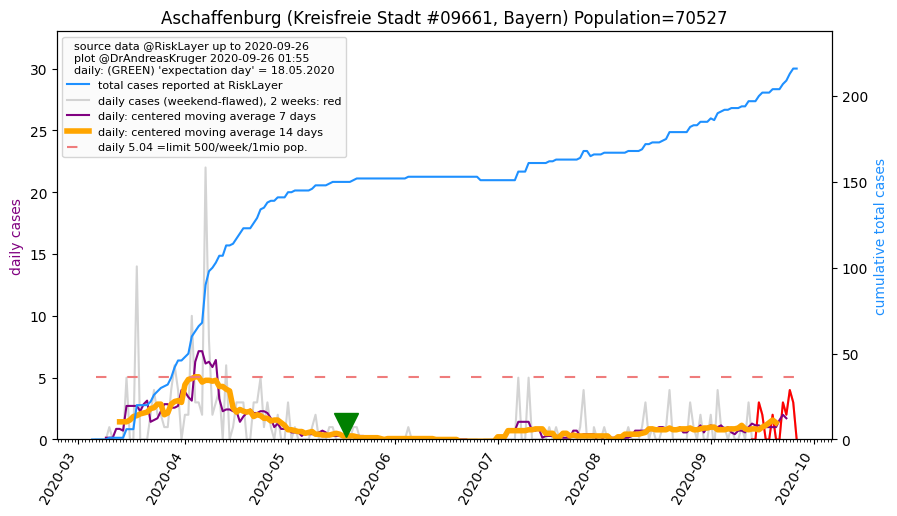 Aschaffenburg (Kreisfreie Stadt #09661, Bayern) Population=70527
source data @RiskLayer up to 2020-09-26
plot @DrAndreasKruger 2020-09-26 01:55
daily: (GREEN) 'expectation day' = 18.05.2020
total cases reported at RiskLayer
daily cases (weekend-flawed), 2 weeks: red
daily: centered moving average 7 days
daily: centered moving average 14 days
daily 5.04 =limit 500/week/1mio pop.
daily cases
30
25
20
15
10
5
0
200
150
100
50
0
cumulative total cases
2020-03
2020-04
2020-05
2020-06
2020-07
2020-08
2020-09
2020-10